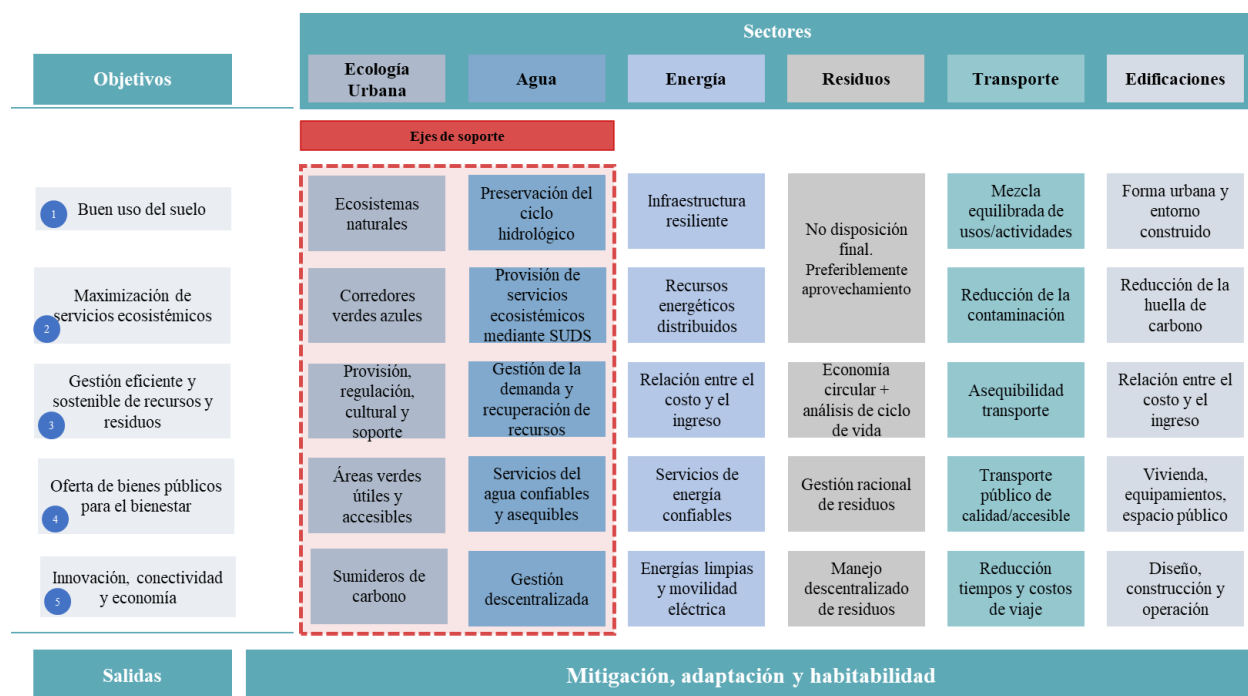 Sectores
Objetivos
Ecología
Urbana
Agua
Energía
Residuos
Transporte
Edificaciones
Ejes de soporte
1
Buen uso del suelo
Ecosistemas
naturales
Preservación del
ciclo
hidrológico
Infraestructura
resiliente
No disposición
final.
Preferiblemente
aprovechamiento
Mezcla
equilibrada de
usos/actividades
Forma urbana y
entorno
construido
Maximización de
servicios ecosistémicos
2
Corredores
verdes azules
Provisión de
servicios
ecosistémicos
mediante SUDS
Recursos
energéticos
distribuidos
Reducción de la
contaminación
Reducción de la
huella de
carbono
Gestión eficiente y
sostenible de recursos y
residuos
3
Provisión,
regulación,
cultural y
soporte
Gestión de la
demanda y
recuperación de
recursos
Relación entre el
costo y el
ingreso
Economía
circular +
análisis de ciclo
de vida
Asequibilidad
transporte
Relación entre el
costo y el
ingreso
Oferta de bienes públicos
para el bienestar
4
Áreas verdes
útiles y
accesibles
Servicios del
agua confiables
y asequibles
Servicios de
energía
confiables
Gestión racional
de residuos
Transporte
público de
calidad/accesible
Vivienda,
equipamientos,
espacio público
Innovación, conectividad
y economía
5
Sumideros de
carbono
Gestión
descentralizada
Energías limpias
y movilidad
eléctrica
Manejo
descentralizado
de residuos
Reducción
tiempos y costos
de viaje
Diseño,
construcción y
operación
Salidas
Mitigación, adaptación y habitabilidad